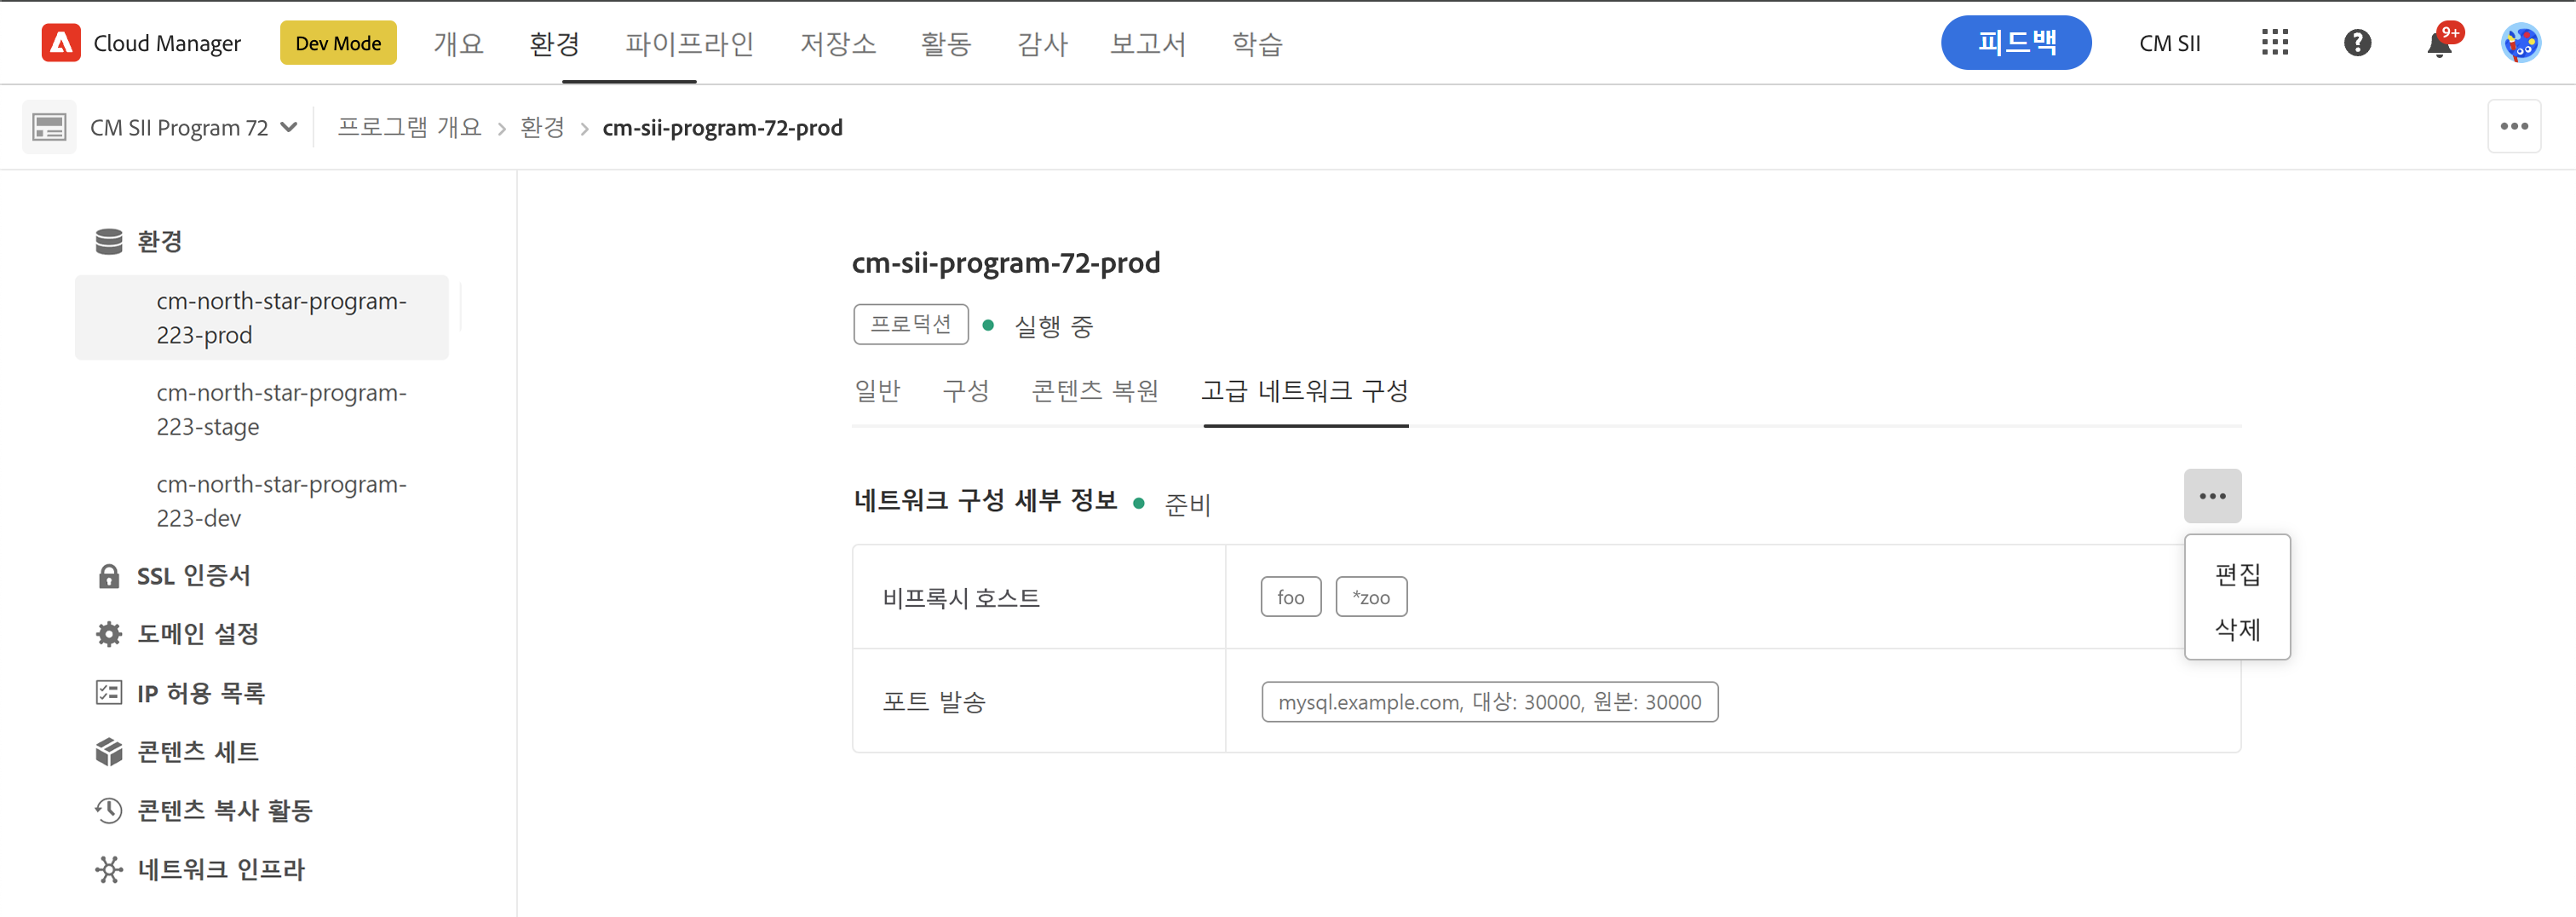 Cloud Manager Dev Mode 개요 환경 파이프라인 저장소 활동 감사 보고서 학습 피드백 CM SII 9+
CM SII Program 72 프로그램 개요 > 환경 > cm-sii-program-72-prod
환경
cm-north-star-program-
223-prod
cm-north-star-program-
223-stage
cm-north-star-program-
223-dev
SSL 인증서
도메인 설정
IP 허용 목록
콘텐츠 세트
콘텐츠 복사 활동
네트워크 인프라
cm-sii-program-72-prod
프로덕션 실행 중
일반 구성 콘텐츠 복원 고급 네트워크 구성
네트워크 구성 세부 정보 준비
편집
삭제
비프록시 호스트 foo *zoo
포트 발송 mysql.example.com, 대상: 30000, 원본: 30000